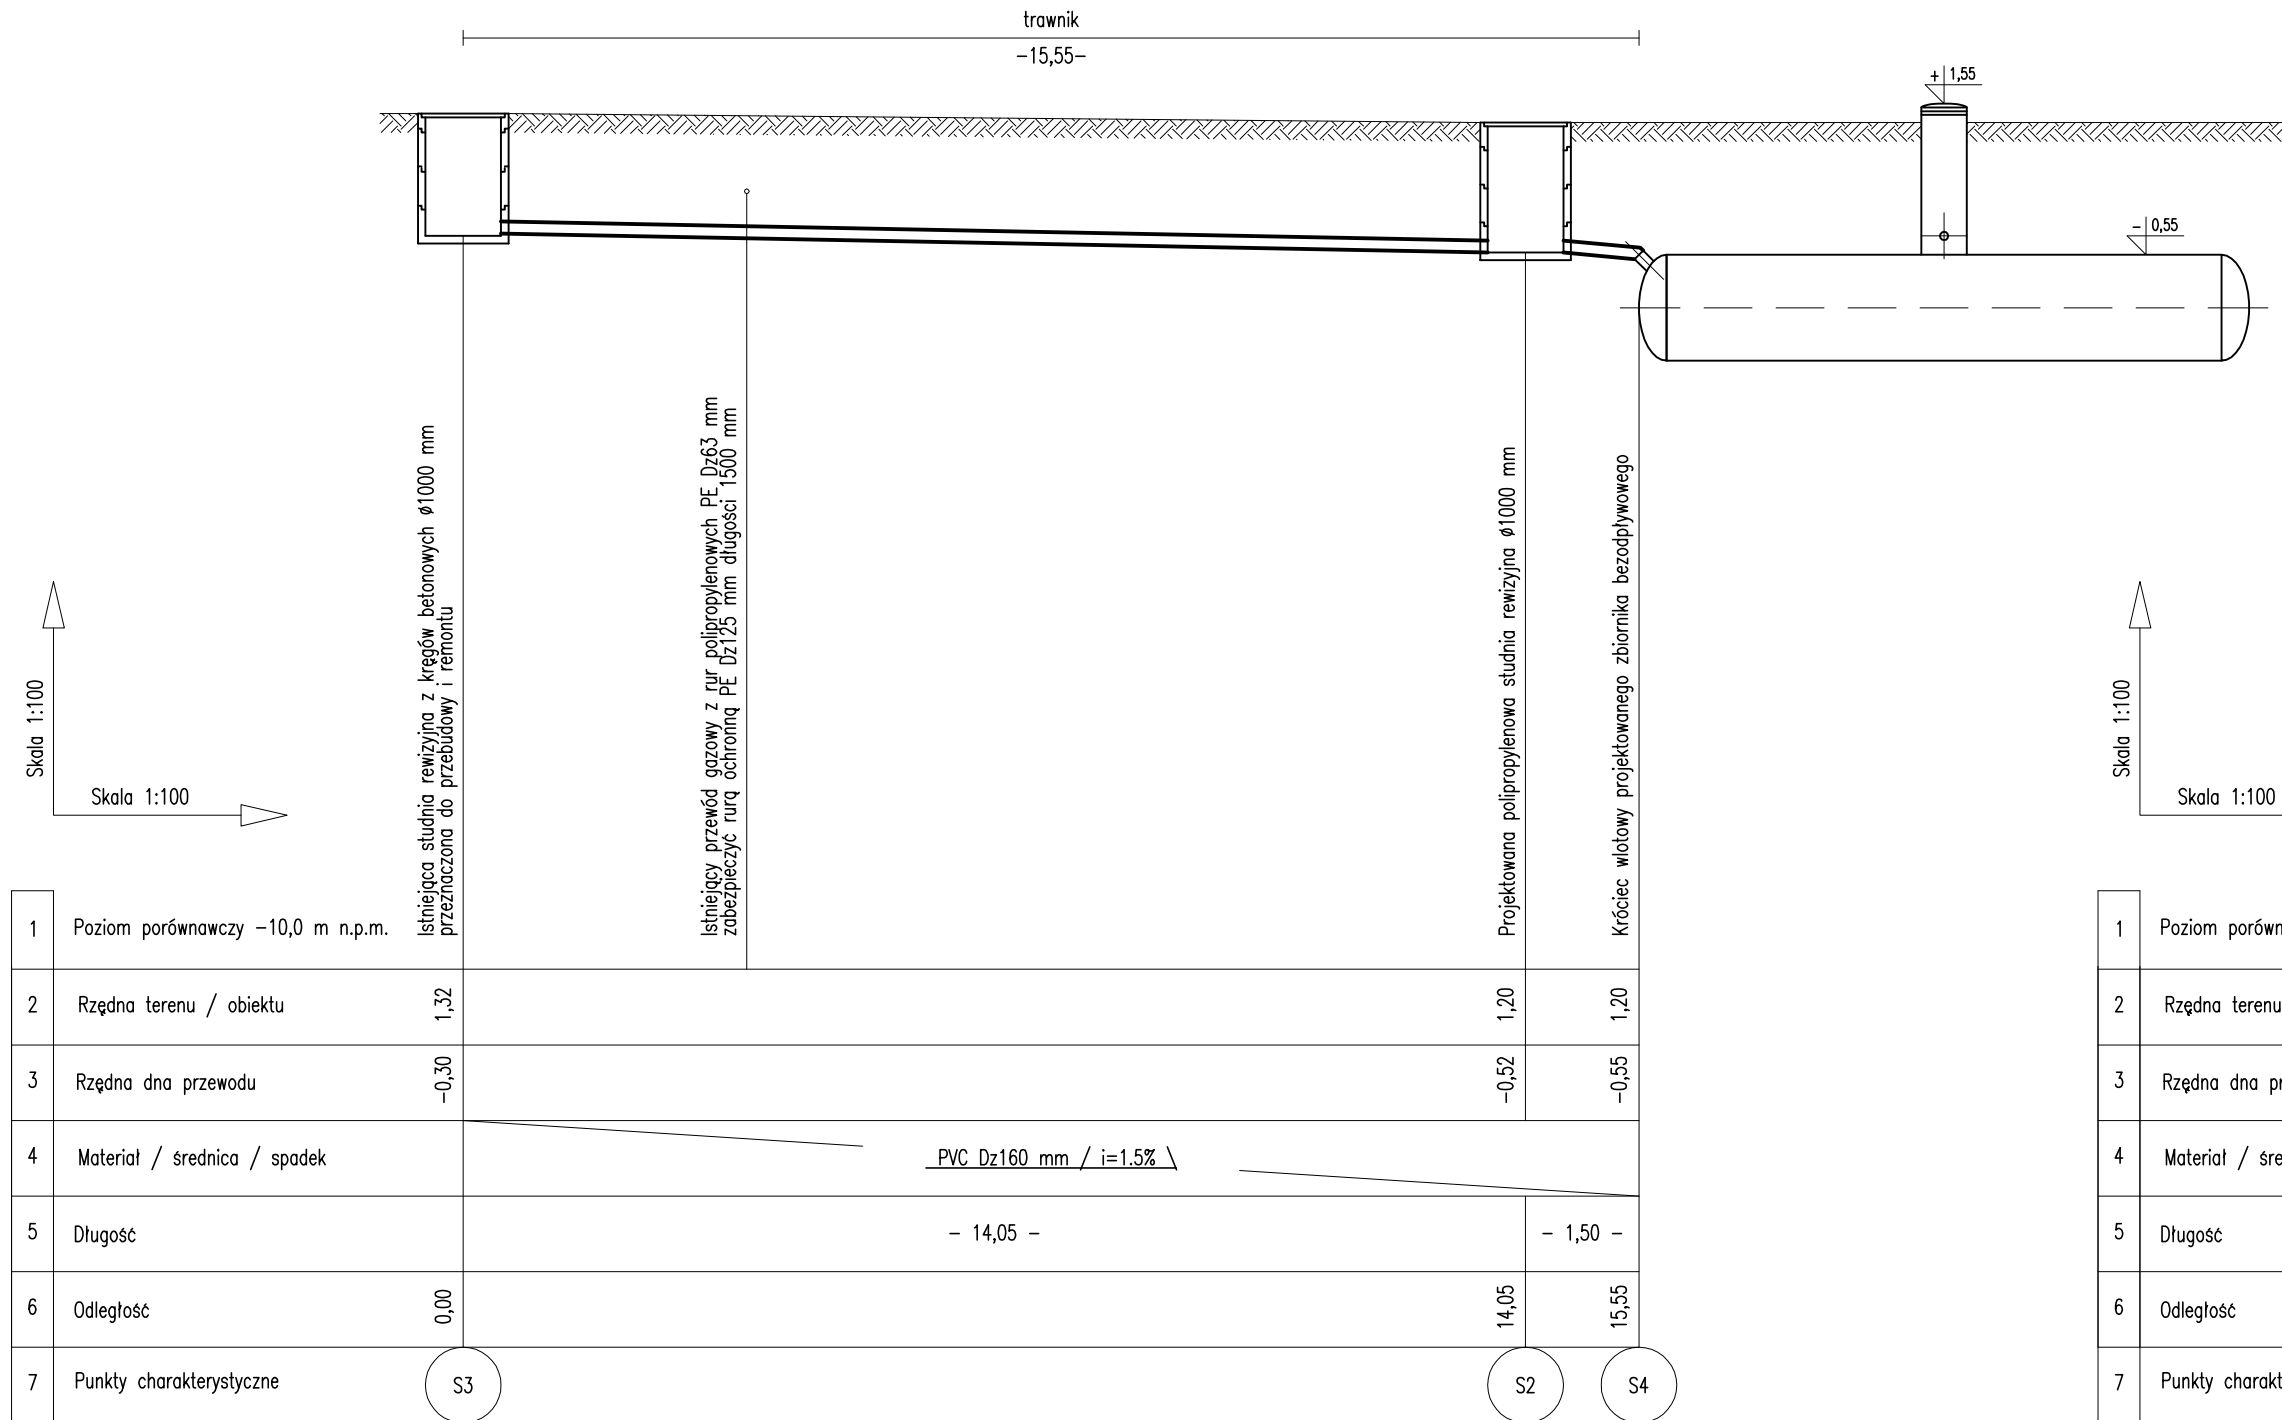 trawnik
-15,55-
+ 1,55
- 0,55
Istniejąca studnia rewizyjna z kręgów betonowych ø1000 mm
przeznaczona do przebudowy i remontu
Istniejący przewód gazowy z rur polipropylenowych PE Dz63 mm
zabezpieczyć rurą ochronną PE Dz125 mm długości 1500 mm
Projektowana polipropylenowa studnia rewizyjna ø1000 mm
Króciec wlotowy projektowanego zbiornika bezodpływowego
Skala 1:100
Skala 1:100
Skala 1:100
Skala 1:100
1 Poziom porównawczy -10,0 m n.p.m.
2 Rzędna terenu / obiektu 1,32 1,20 1,20
3 Rzędna dna przewodu -0,30 -0,52 -0,55
4 Materiał / średnica / spadek PVC Dz160 mm / i=1.5% \
5 Długość - 14,05 - - 1,50 -
6 Odległość 0,00 14,05 15,55
7 Punkty charakterystyczne S3 S2 S4
1 Poziom
2 Rzędna terenu
3 Rzędna dna
4 Materiał /
5 Długość
6 Odległość
7 Punkty